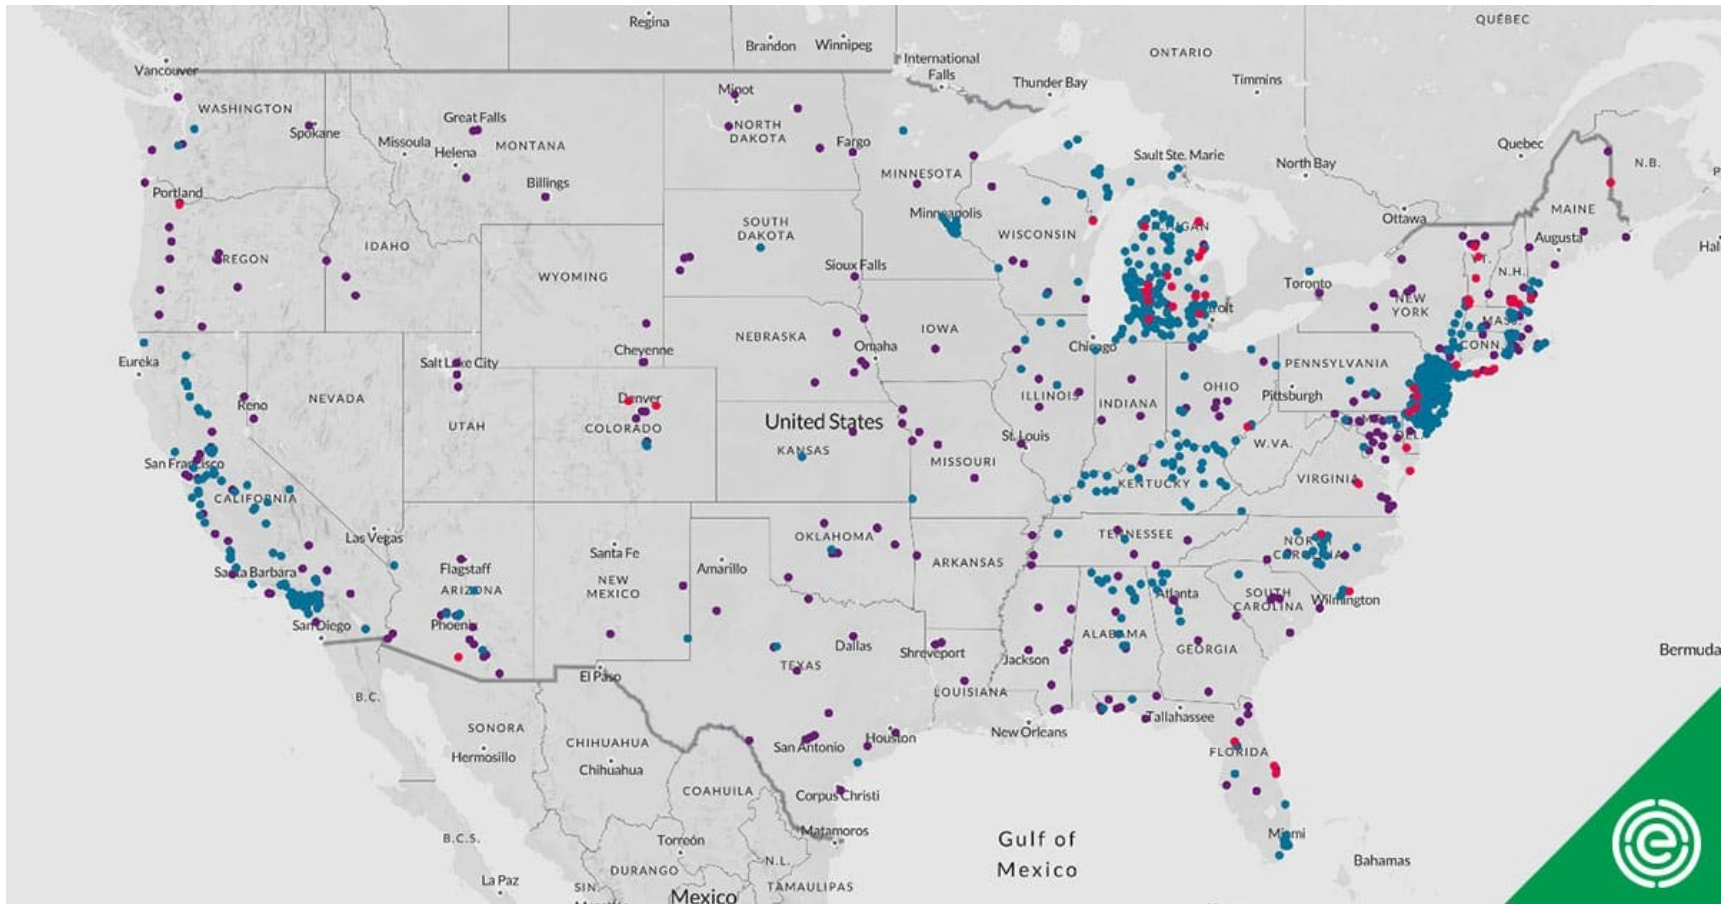 Regina
QUÉBEC
Brandon
Winnipeg
ONTARIO
International
Falls
Vancouver
Thunder Bay
Timmins
Minot
WASHINGTON
Great Falls
Spokane
NORTH
DAKOTA
Missoula
MONTANA
Fargo
Quebec
Helena
Sault Ste. Marie
North Bay
N.B.
MINNESOTA
Billings
Portland
Minneapolis
Ottawa
MAINE
SOUTH
DAKOTA
WISCONSIN
Augusta
IDAHO
Hal
OREGON
Sioux Falls
WYOMING
N.H.
Toronto
NEW
YORK
MASS.
NEBRASKA
IOWA
Omaha
Chicago
CONN.
Cheyenne
Eureka
Salt Lake City
PENNSYLVANIA
OHIO
Pittsburgh
NEVADA
Denver
ILLINOIS
INDIANA
Reno
United States
UTAH
COLORADO
St. Louis
W.VA.
KANSAS
San Francisco
MISSOURI
VIRGINIA
KENTUCKY
CALIFORNIA
Las Vegas
OKLAHOMA
TENNESSEE
Santa Fe
NORTH
CAROLINA
Flagstaff
Amarillo
ARKANSAS
Santa Barbara
NEW
MEXICO
ARIZONA
Atlanta
SOUTH
CAROLINA
Wilmington
Phoenix
San Diego
ALABAMA
Dallas
Shreveport
Jackson
GEORGIA
Bermuda
TEXAS
El Paso
LOUISIANA
B.C.
Tallahassee
SONORA
New Orleans
CHIHUAHUA
San Antonio
Houston
FLORIDA
Hermosillo
Chihuahua
COAHUILA
Corpus Christi
Matamoros
Miami
B.C.S.
Torreón
Gulf of
Mexico
N.L.
Bahamas
DURANGO
La Paz
SIN.
TAMAULIPAS
Mexico